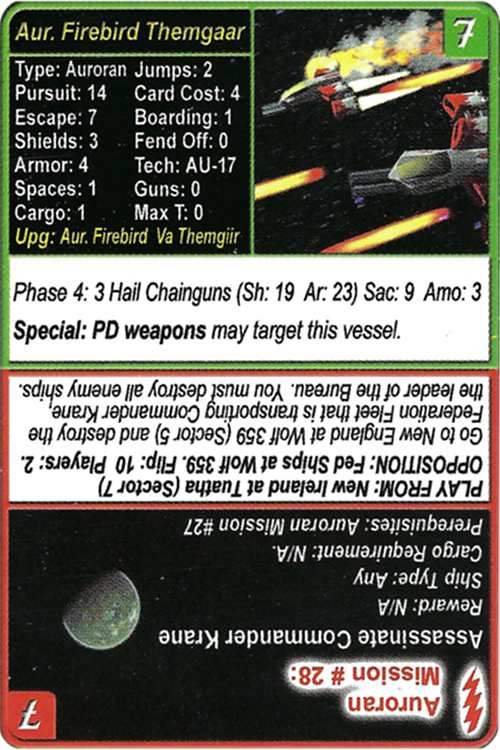 Aur. Firebird Themgaar
7
Type: Auroran Jumps: 2
Pursuit: 14 Card Cost: 4
Escape: 7 Boarding: 1
Shields: 3 Fend Off: 0
Armor: 4 Tech: AU-17
Spaces: 1 Guns: 0
Cargo: 1 Max T: 0
Upg: Aur. Firebird Va Themgiir
Phase 4: 3 Hail Chainguns (Sh: 19 Ar: 23) Sac: 9 Amo: 3
Special: PD weapons may target this vessel.
7
Auroran
Mission # 28:
Assassinate Commander Krane
Reward: N/A
Ship Type: Any
Cargo Requirement: N/A.
Prerequisites: Auroran Mission #27
PLAY FROM: New Ireland at Tuatha (Sector 7)
OPPOSITION: Fed Ships at Wolf 359. Flip: 10 Players: 2.
Go to New England at Wolf 359 (Sector 5) and destroy the
Federation Fleet that is transporting Commander Krane,
the leader of the Bureau. You must destroy all enemy ships.